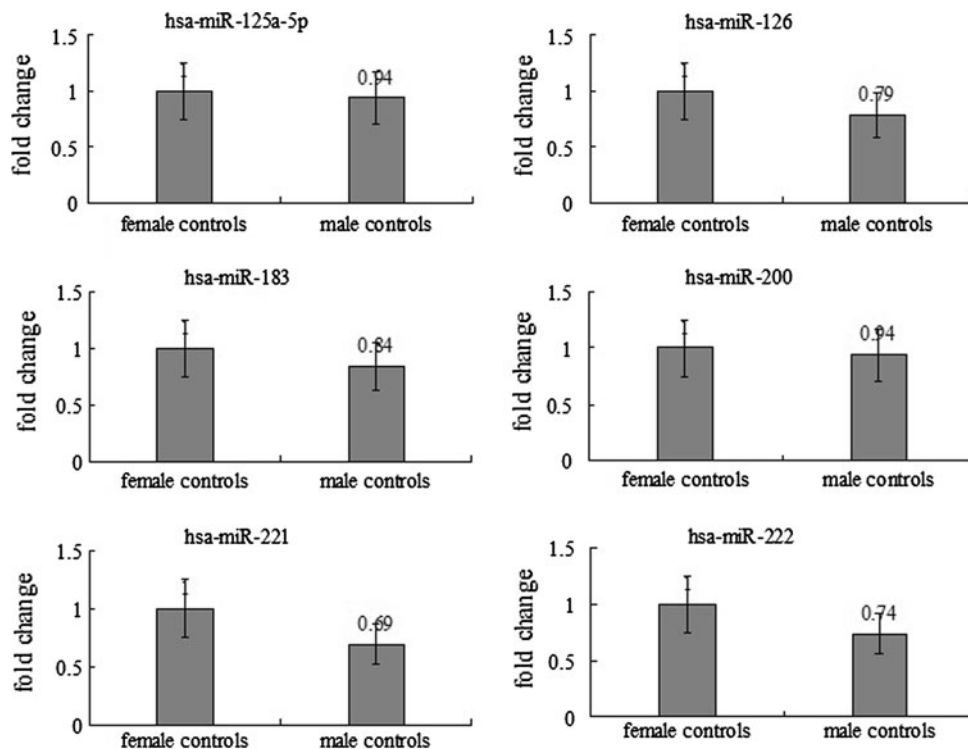 hsa-miR-125a-5p
1.5
1
0.5
0
fold change
0.94
female controls male controls
hsa-miR-126
1.5
1
0.5
0
fold change
0.79
female controls male controls
hsa-miR-183
1.5
1
0.5
0
fold change
0.84
female controls male controls
hsa-miR-200
1.5
1
0.5
0
fold change
0.94
female controls male controls
hsa-miR-221
1.5
1
0.5
0
fold change
0.69
female controls male controls
hsa-miR-222
1.5
1
0.5
0
fold change
0.74
female controls male controls